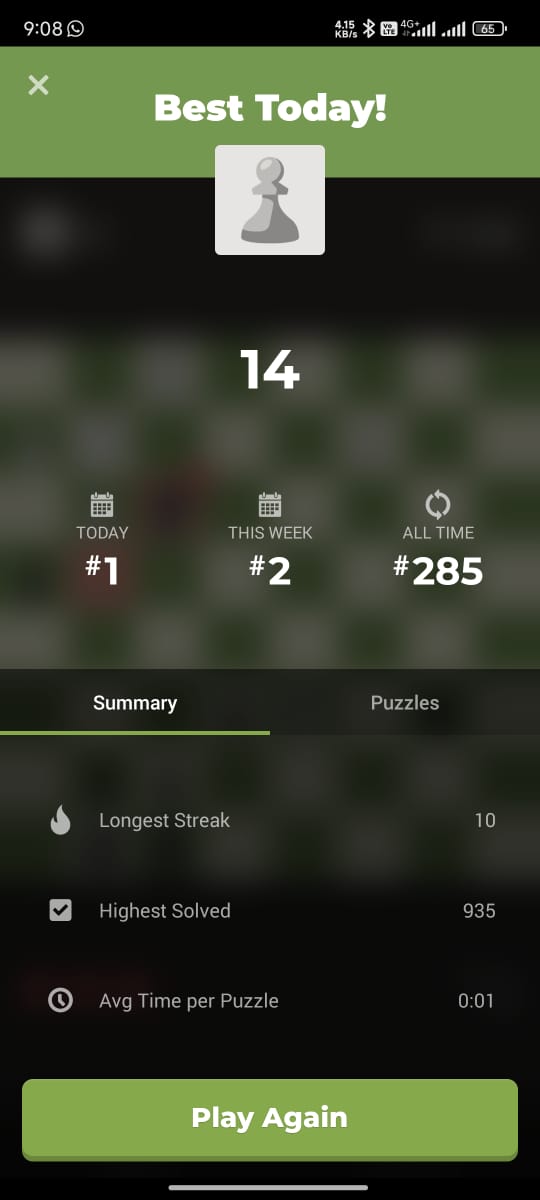 9:08 4.15 KB/s Vo LTE 4G+ 65
Best Today!
14
TODAY THIS WEEK ALL TIME
#1 #2 #285
Summary Puzzles
Longest Streak 10
Highest Solved 935
Avg Time per Puzzle 0:01
Play Again